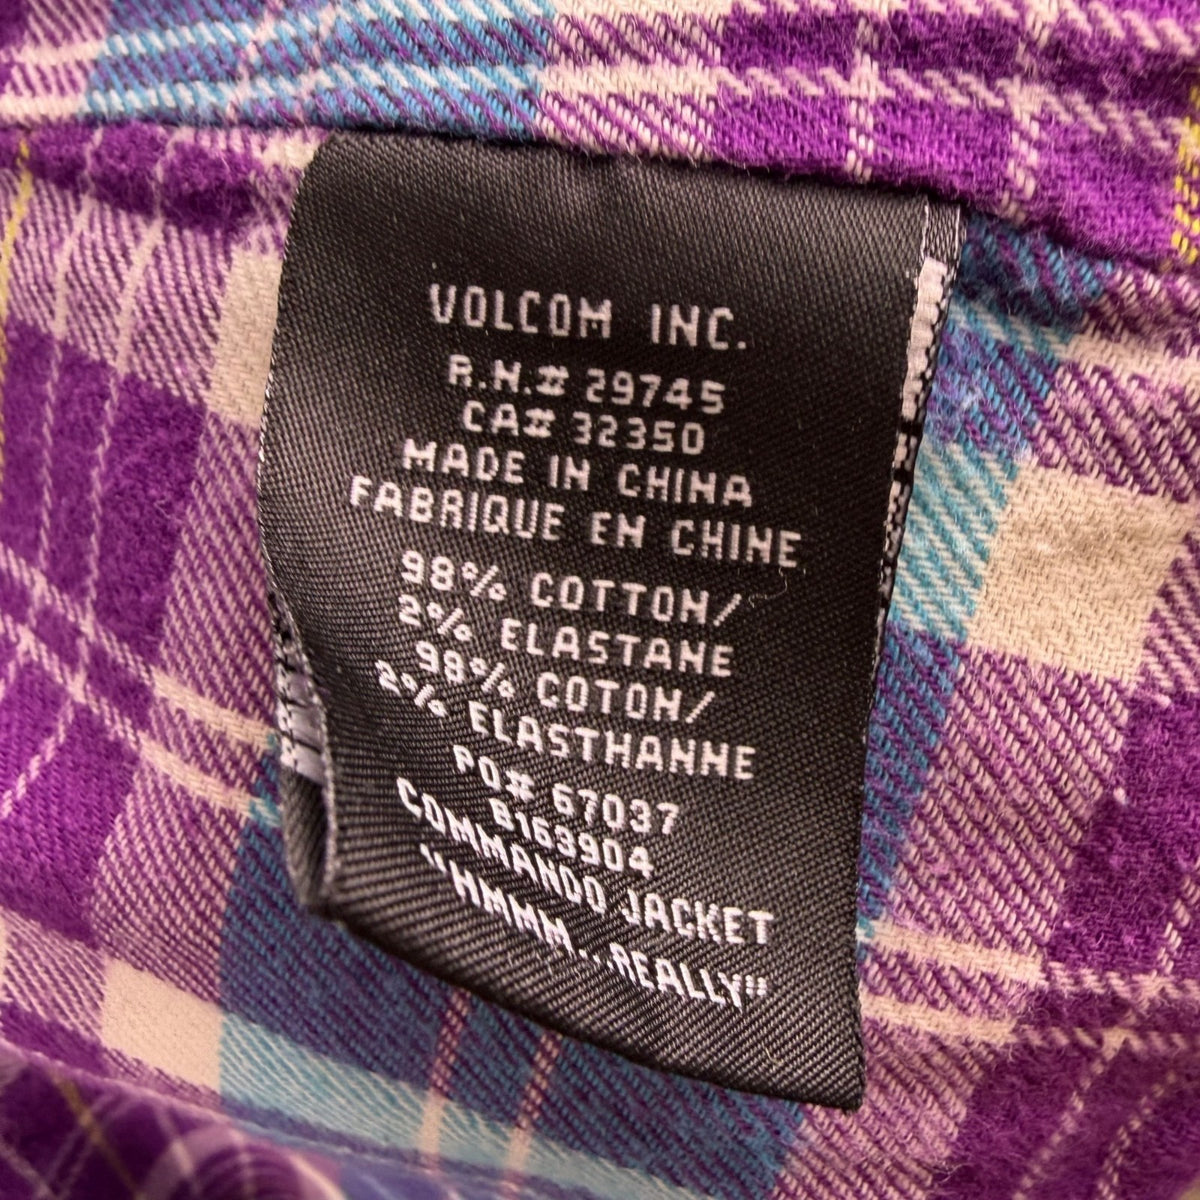 VOLCOM INC.
R.N.# 29745
CA# 32350
MADE IN CHINA
FABRIQUE EN CHINE
98% COTTON/
2% ELASTANE
98% COTON/
2% ELASTHANNE
PO# 67037
B163904
COMMANDO JACKET
"HMMM...REALLY"